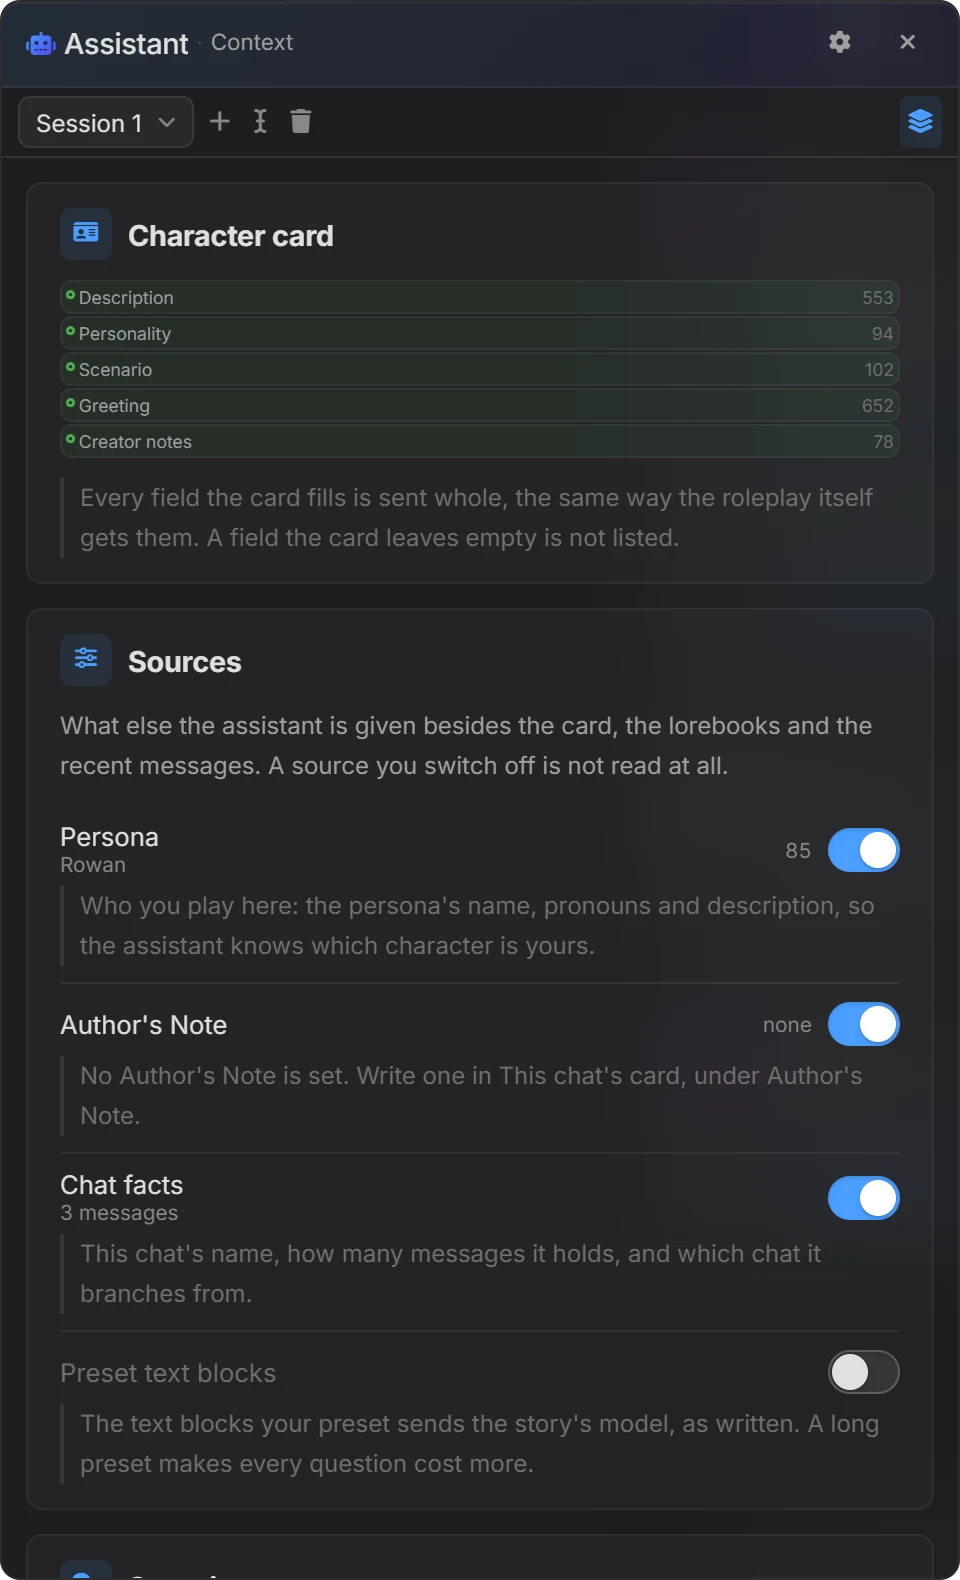 Assistant · Context
Session 1
Character card
Description 553
Personality 94
Scenario 102
Greeting 652
Creator notes 78
Every field the card fills is sent whole, the same way the roleplay itself
gets them. A field the card leaves empty is not listed.
Sources
What else the assistant is given besides the card, the lorebooks and the
recent messages. A source you switch off is not read at all.
Persona
Rowan
85
Who you play here: the persona's name, pronouns and description, so
the assistant knows which character is yours.
Author's Note none
No Author's Note is set. Write one in This chat's card, under Author's
Note.
Chat facts
3 messages
This chat's name, how many messages it holds, and which chat it
branches from.
Preset text blocks
The text blocks your preset sends the story's model, as written. A long
preset makes every question cost more.